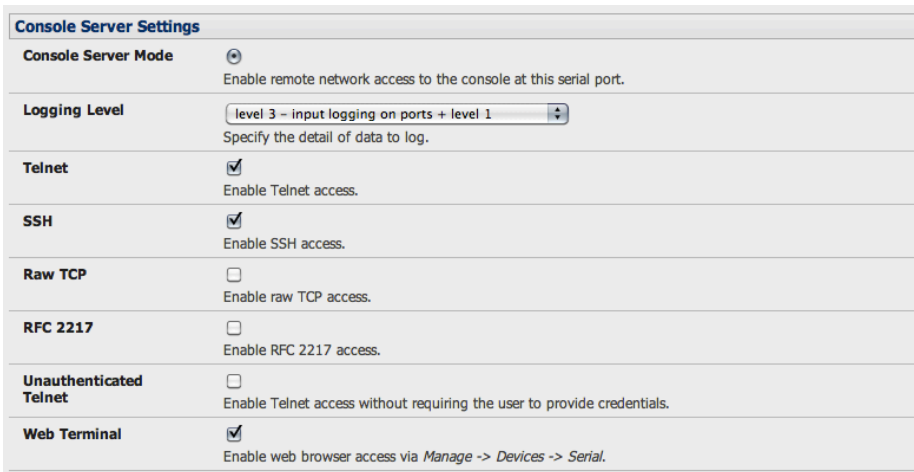 Console Server Settings
Console Server Mode
Enable remote network access to the console at this serial port.
Logging Level
level 3 – input logging on ports + level 1
Specify the detail of data to log.
Telnet
Enable Telnet access.
SSH
Enable SSH access.
Raw TCP
Enable raw TCP access.
RFC 2217
Enable RFC 2217 access.
Unauthenticated
Telnet
Enable Telnet access without requiring the user to provide credentials.
Web Terminal
Enable web browser access via Manage -> Devices -> Serial.